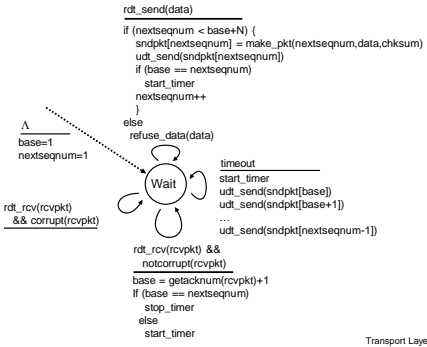 rdt_send(data)
if (nextseqnum < base+N) {
sndpkt[nextseqnum] = make_pkt(nextseqnum,data,chksum)
udt_send(sndpkt[nextseqnum])
if (base == nextseqnum)
start_timer
nextseqnum++
}
else
refuse_data(data)
Λ
base=1
nextseqnum=1
Wait
timeout
start_timer
udt_send(sndpkt[base])
udt_send(sndpkt[base+1])
…
udt_send(sndpkt[nextseqnum-1])
rdt_rcv(rcvpkt)
&& corrupt(rcvpkt)
rdt_rcv(rcvpkt) &&
notcorrupt(rcvpkt)
base = getacknum(rcvpkt)+1
If (base == nextseqnum)
stop_timer
else
start_timer
Transport Laye